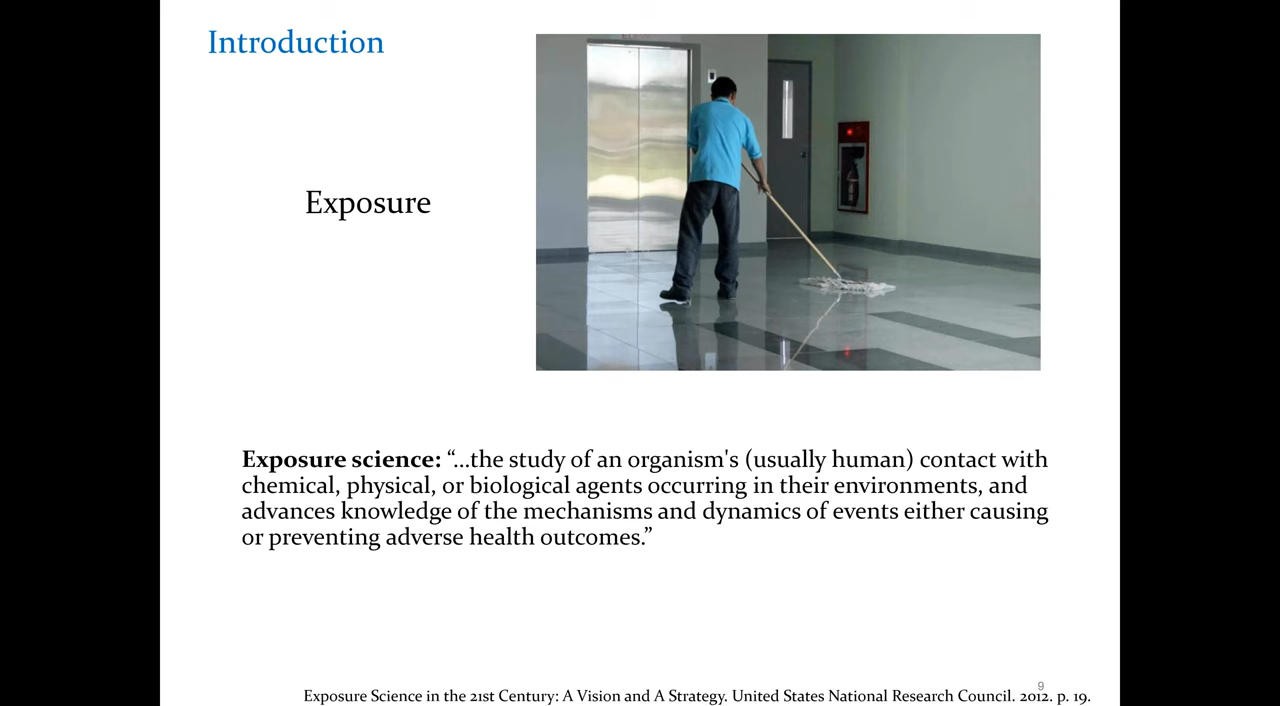 Introduction
Exposure
Exposure science: “...the study of an organism's (usually human) contact with
chemical, physical, or biological agents occurring in their environments, and
advances knowledge of the mechanisms and dynamics of events either causing
or preventing adverse health outcomes.”
9
Exposure Science in the 21st Century: A Vision and A Strategy. United States National Research Council. 2012. p. 19.